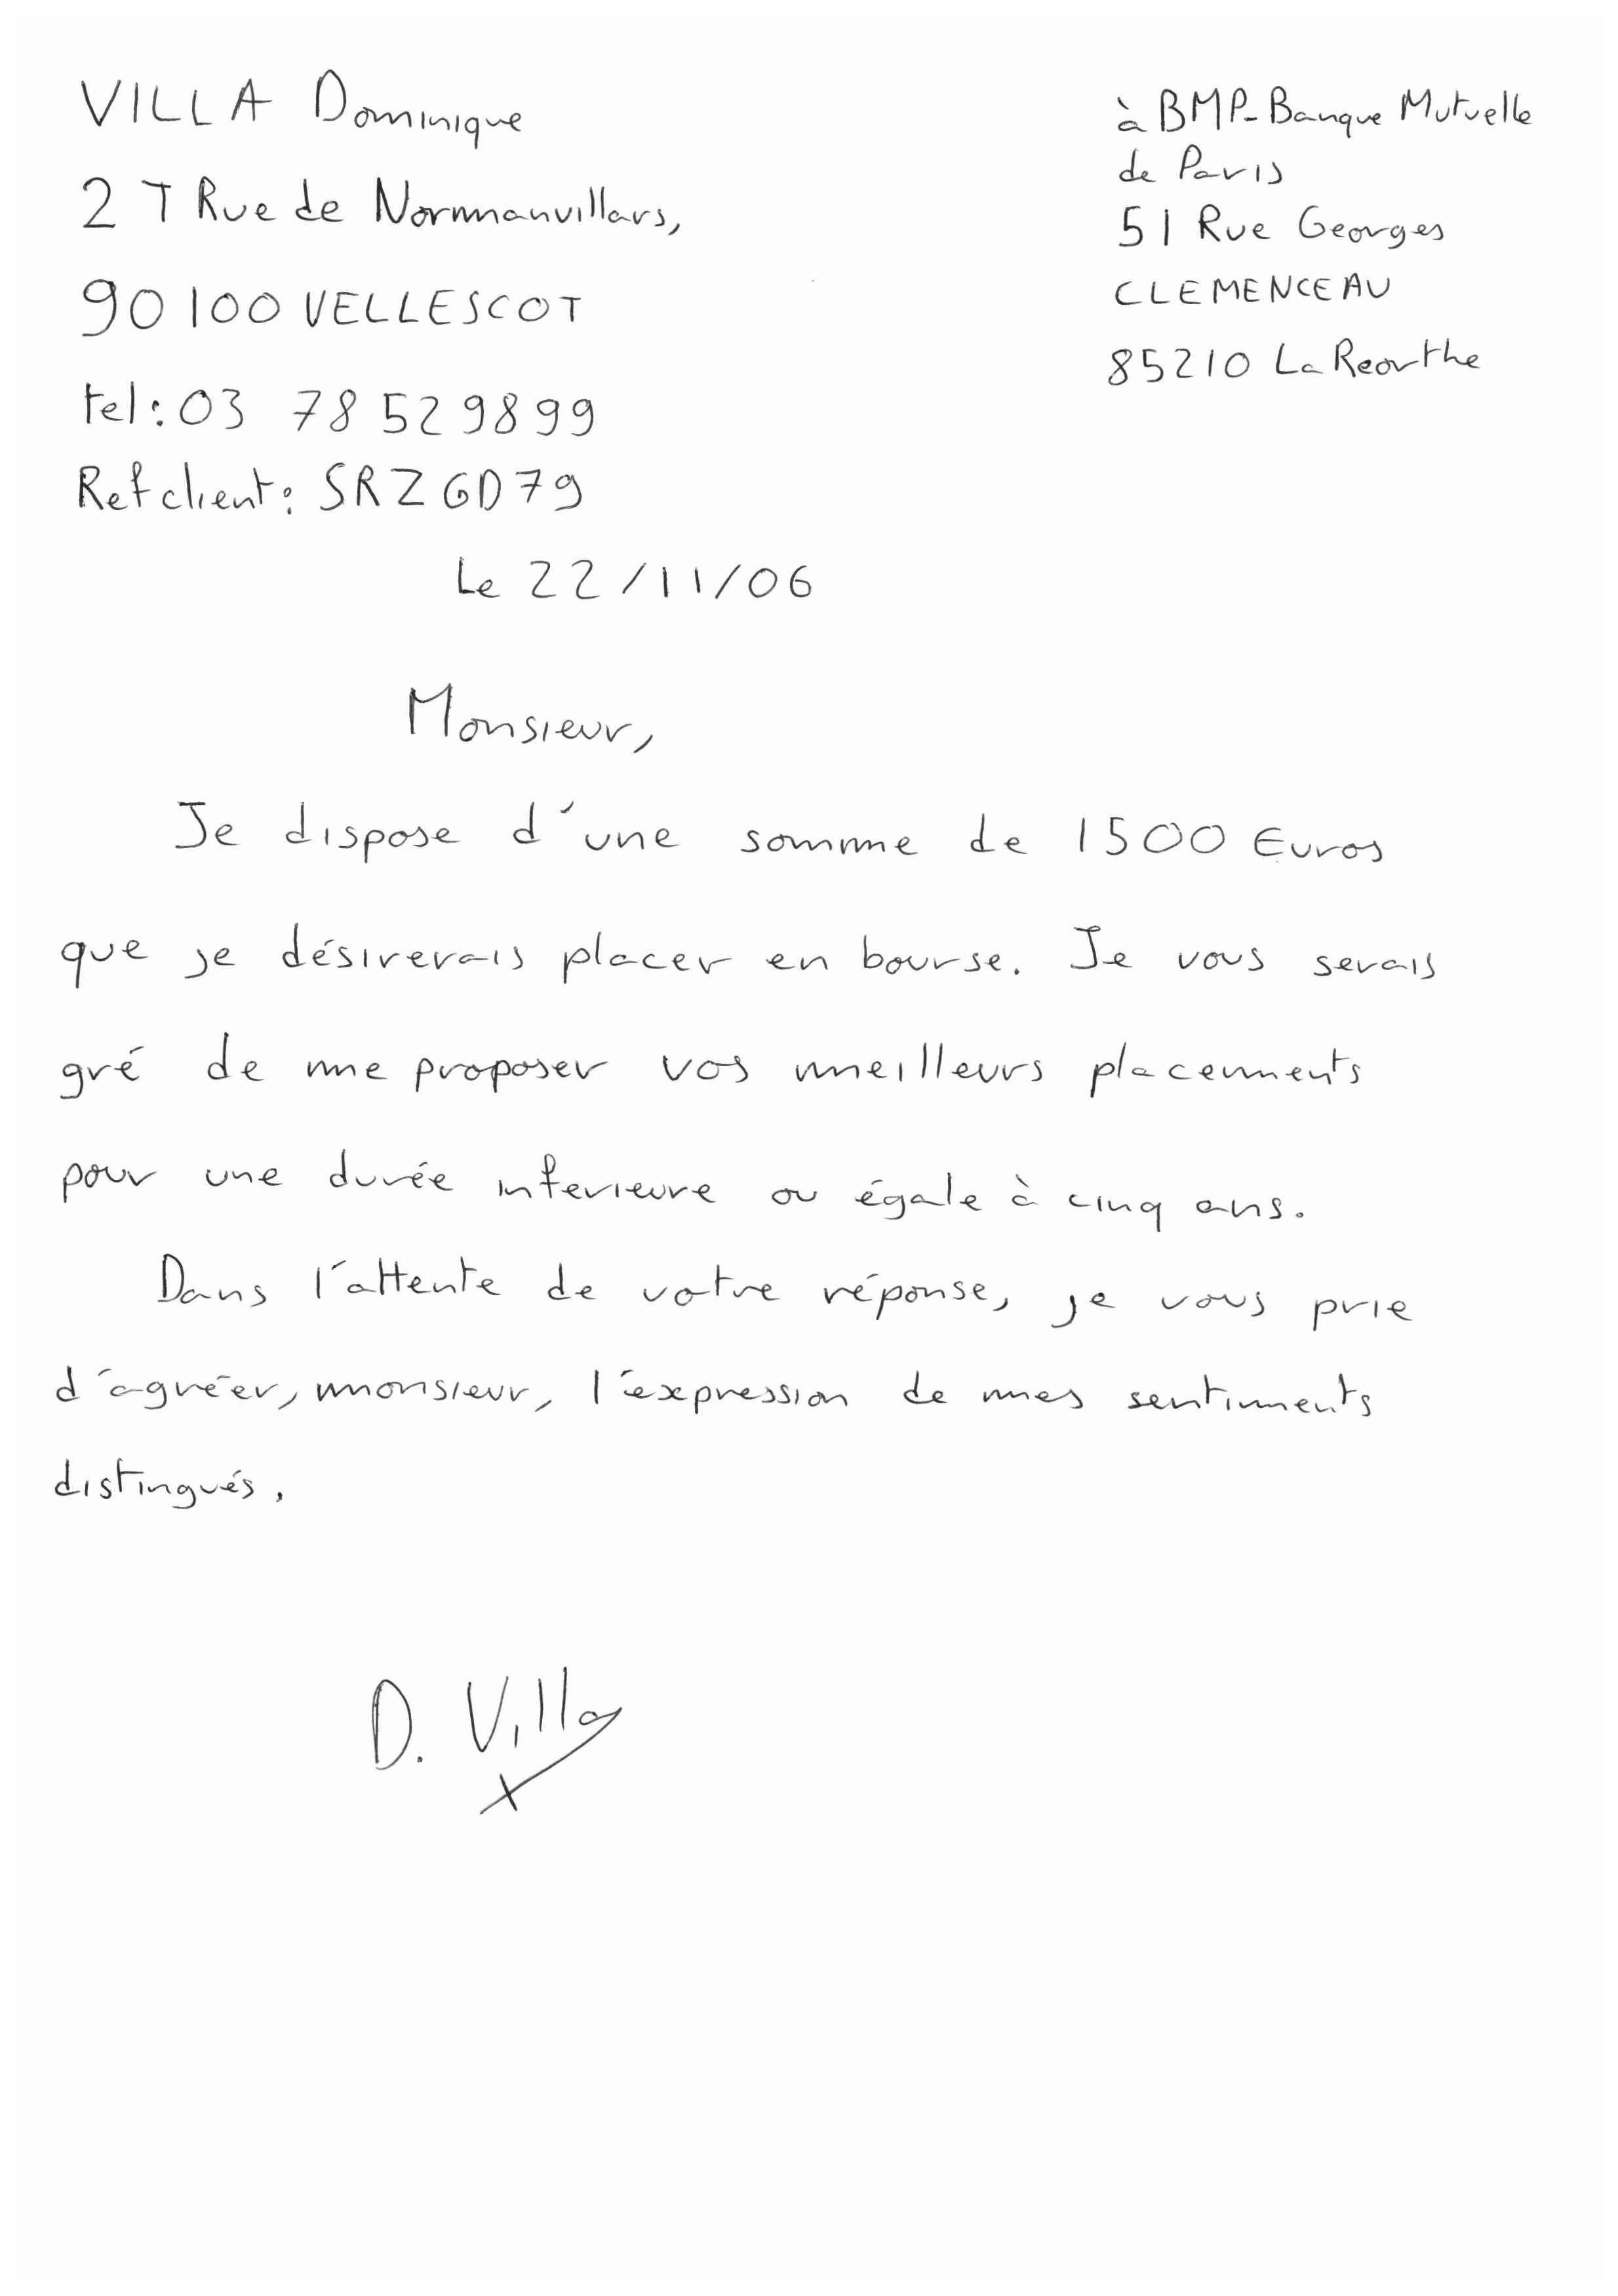 VILLA Dominique
2 T Rue de Normanvillars,
90100 VELLESCOT
tel : 03 78 52 98 99
Ref client : SRZGD79
à BMP - Banque Mutuelle
de Paris
51 Rue Georges
CLEMENCEAU
85210 La Reorthe
Le 22/11/06
Monsieur,
Je dispose d'une somme de 1500 Euros
que je désirerais placer en bourse. Je vous serais
gré de me proposer vos meilleurs placements
pour une durée inferieure ou égale à cinq ans.
Dans l'attente de votre réponse, je vous prie
d'agréer, monsieur, l'expression de mes sentiments
distingués.
D. Villa